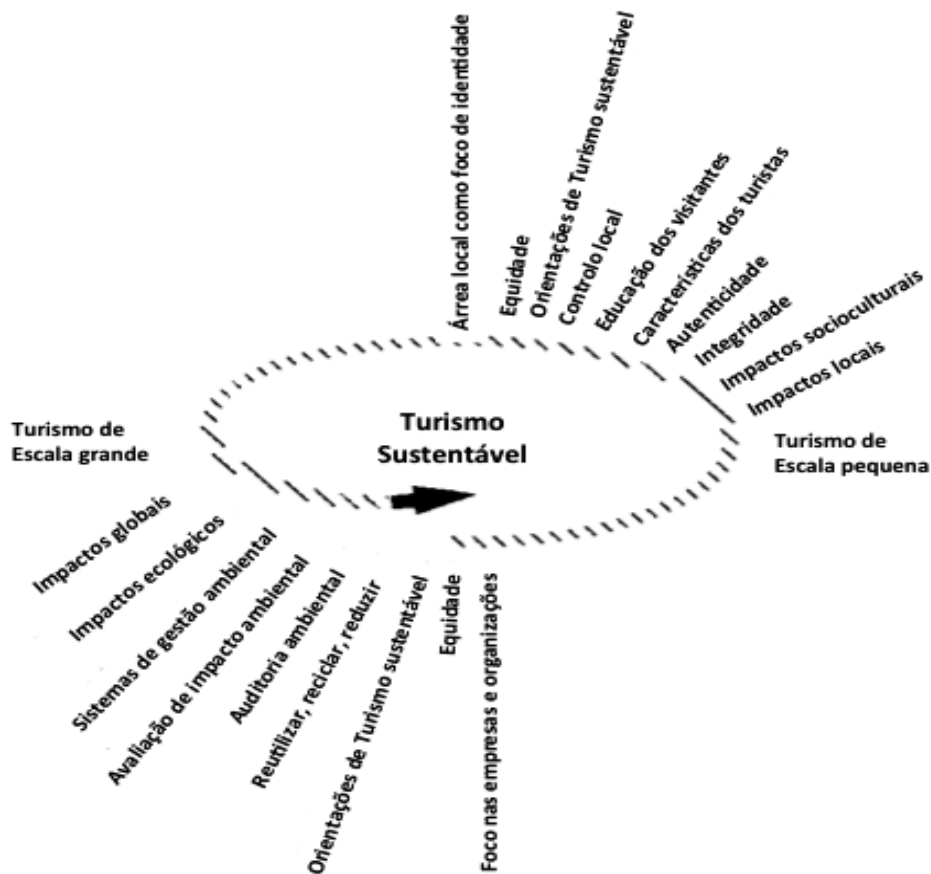 Árrea local como foco de identidade
Equidade
Orientações de Turismo sustentável
Controlo local
Educação dos visitantes
Características dos turistas
Autenticidade
Integridade
Impactos socioculturais
Impactos locais
Turismo de
Escala grande
Turismo
Sustentável
Turismo de
Escala pequena
Impactos globais
Impactos ecológicos
Sistemas de gestão ambiental
Avaliação de impacto ambiental
Auditoria ambiental
Reutilizar, reciclar, reduzir
Orientações de Turismo sustentável
Equidade
Foco nas empresas e organizações